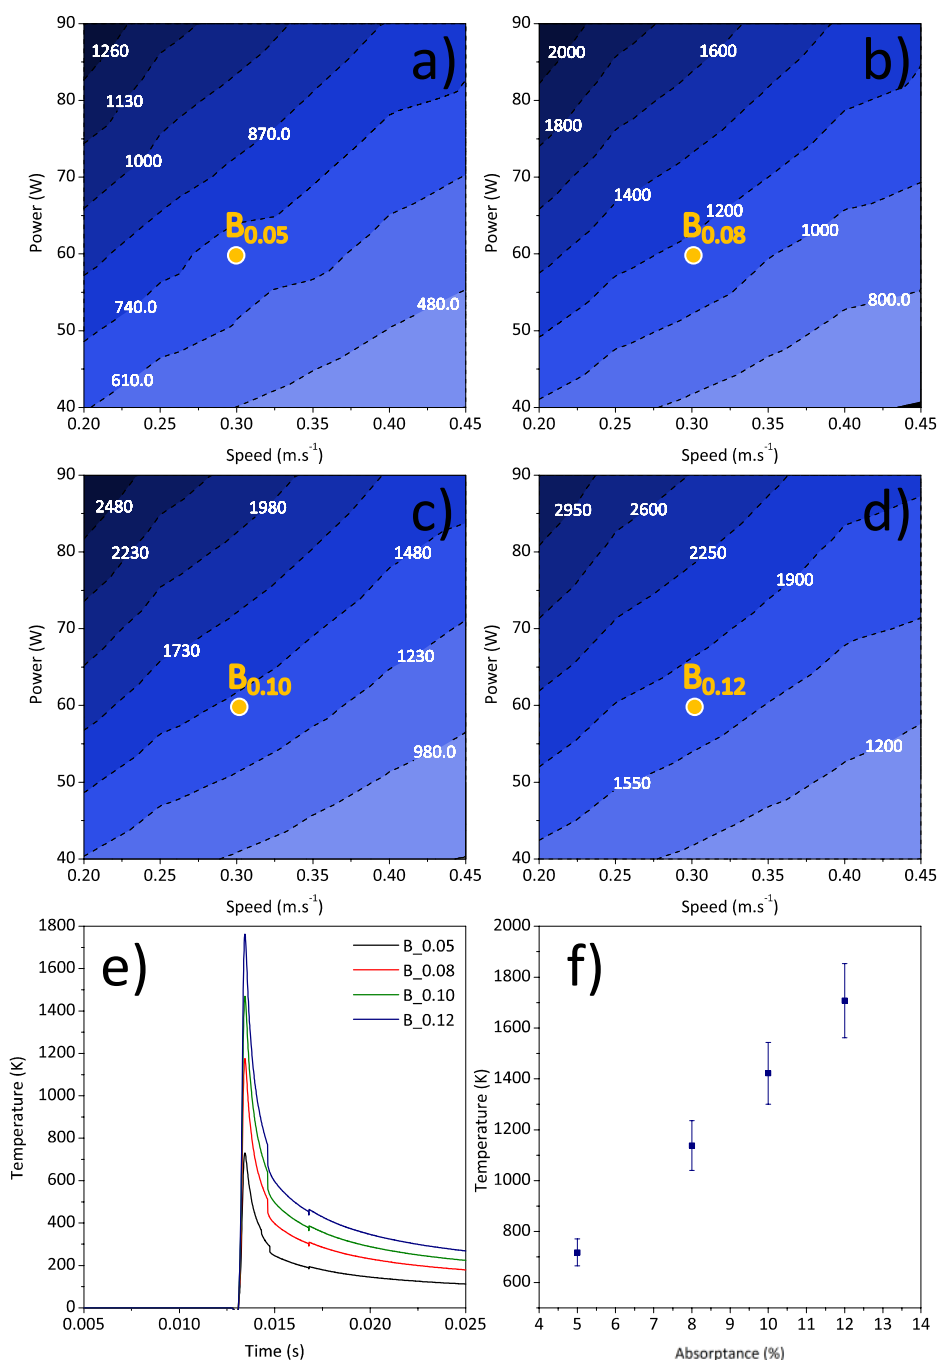 a)
90
80
70
60
50
40
Power (W)
1260
1130
1000
870.0
740.0
610.0
480.0
B0.05
0.20 0.25 0.30 0.35 0.40 0.45
Speed (m.s-1)
b)
90
80
70
60
50
40
Power (W)
2000
1800
1600
1400
1200
1000
800.0
B0.08
0.20 0.25 0.30 0.35 0.40 0.45
Speed (m.s-1)
c)
90
80
70
60
50
40
Power (W)
2480
2230
1980
1730
1480
1230
980.0
B0.10
0.20 0.25 0.30 0.35 0.40 0.45
Speed (m.s-1)
d)
90
80
70
60
50
40
Power (W)
2950
2600
2250
1900
1550
1200
B0.12
0.20 0.25 0.30 0.35 0.40 0.45
Speed (m.s-1)
e)
1800
1600
1400
1200
1000
800
600
400
200
0
Temperature (K)
B_0.05
B_0.08
B_0.10
B_0.12
0.005 0.010 0.015 0.020 0.025
Time (s)
f)
2000
1800
1600
1400
1200
1000
800
600
Temperature (K)
4 5 6 7 8 9 10 11 12 13 14
Absorptance (%)